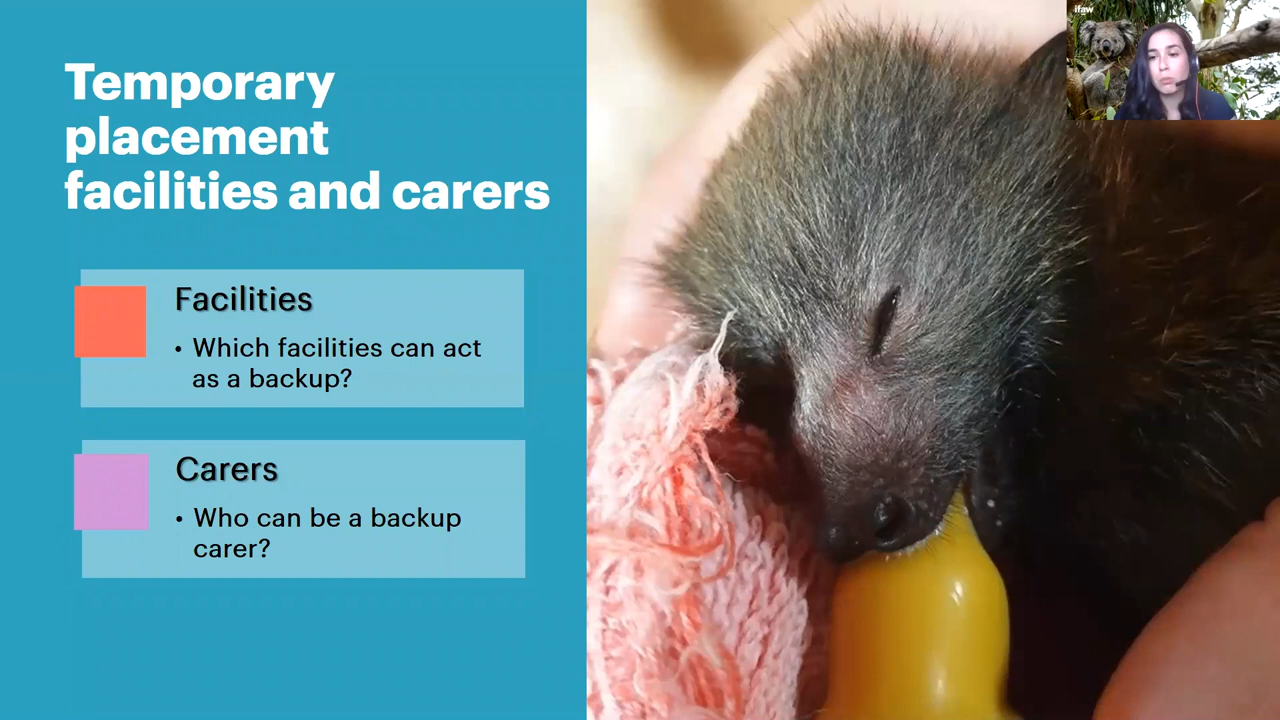 ifaw
Temporary
placement
facilities and carers
Facilities
• Which facilities can act
as a backup?
Carers
• Who can be a backup
carer?